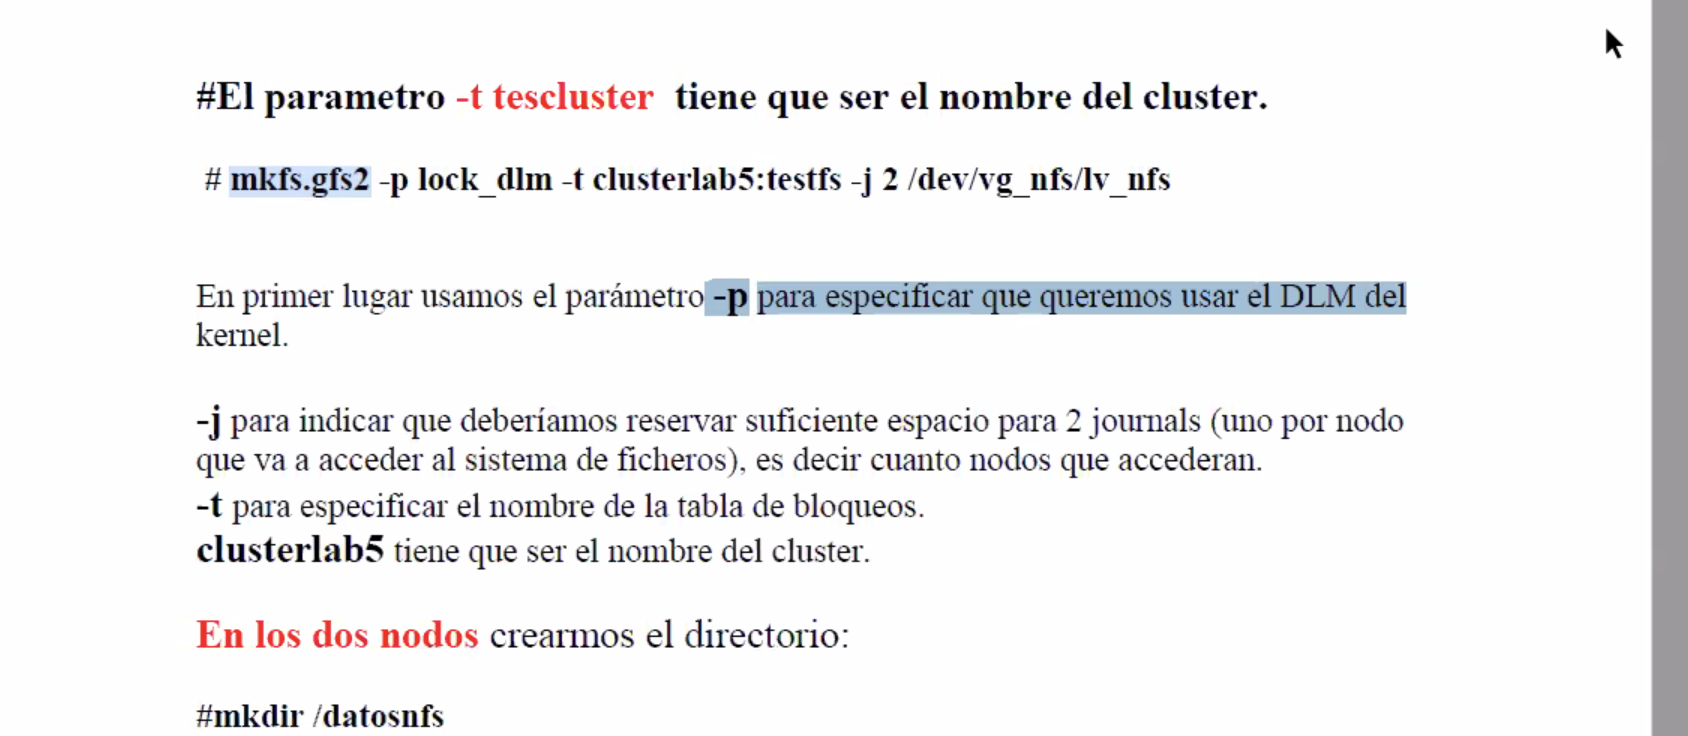 #El parametro -t tescluster tiene que ser el nombre del cluster.
# mkfs.gfs2 -p lock_dlm -t clusterlab5:testfs -j 2 /dev/vg_nfs/lv_nfs
En primer lugar usamos el parámetro -p para especificar que queremos usar el DLM del
kernel.
-j para indicar que deberíamos reservar suficiente espacio para 2 journals (uno por nodo
que va a acceder al sistema de ficheros), es decir cuanto nodos que accederan.
-t para especificar el nombre de la tabla de bloqueos.
clusterlab5 tiene que ser el nombre del cluster.
En los dos nodos crearmos el directorio:
#mkdir /datosnfs